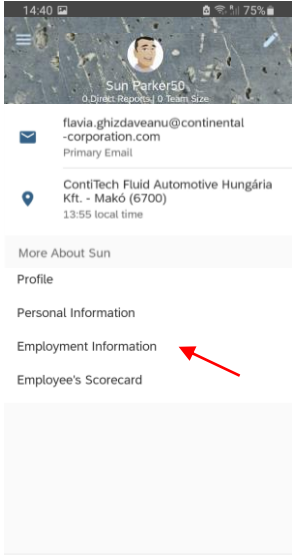 14:40 75%
Sun Parker50
0 Direct Reports | 0 Team Size
flavia.ghizdaveanu@continental
-corporation.com
Primary Email
ContiTech Fluid Automotive Hungária
Kft. - Makó (6700)
13:55 local time
More About Sun
Profile
Personal Information
Employment Information
Employee's Scorecard